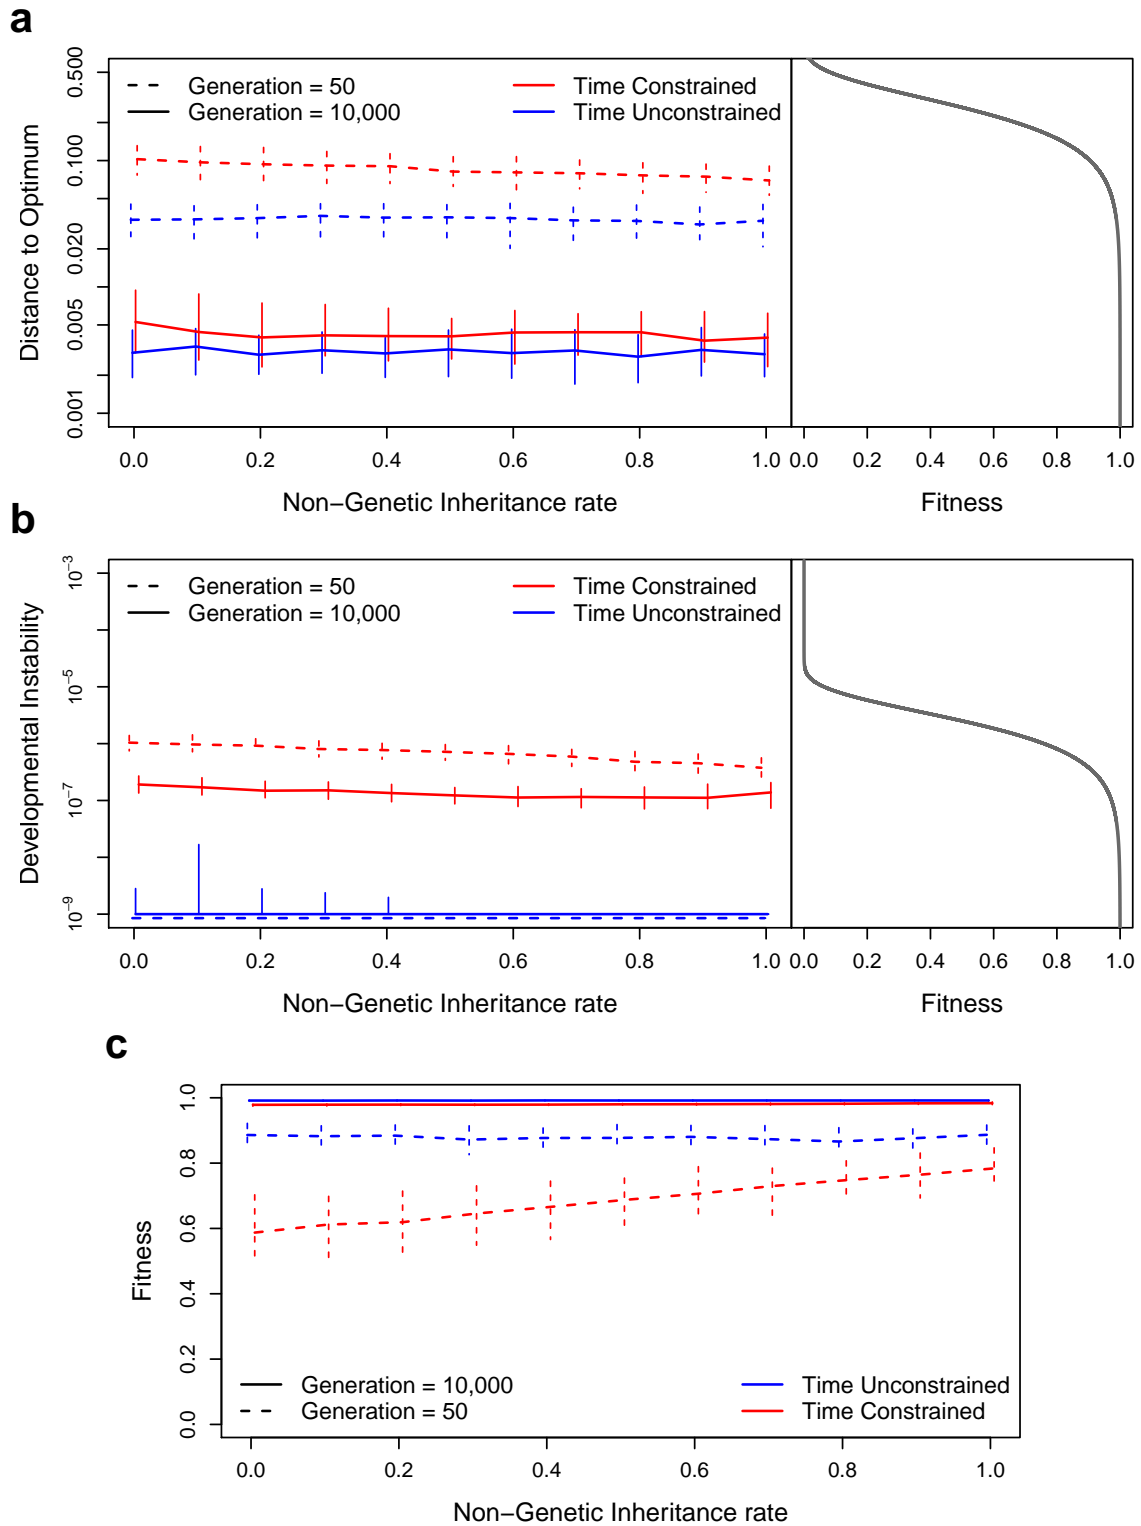 a
Generation = 50
Generation = 10,000
Time Constrained
Time Unconstrained
Distance to Optimum
0.500
0.100
0.020
0.005
0.001
0.0 0.2 0.4 0.6 0.8 1.0
Non−Genetic Inheritance rate
0.0 0.2 0.4 0.6 0.8 1.0
Fitness
b
Generation = 50
Generation = 10,000
Time Constrained
Time Unconstrained
Developmental Instability
10−3
10−5
10−7
10−9
0.0 0.2 0.4 0.6 0.8 1.0
Non−Genetic Inheritance rate
0.0 0.2 0.4 0.6 0.8 1.0
Fitness
c
Fitness
1.0
0.8
0.6
0.4
0.2
0.0
Generation = 10,000
Generation = 50
Time Unconstrained
Time Constrained
0.0 0.2 0.4 0.6 0.8 1.0
Non−Genetic Inheritance rate